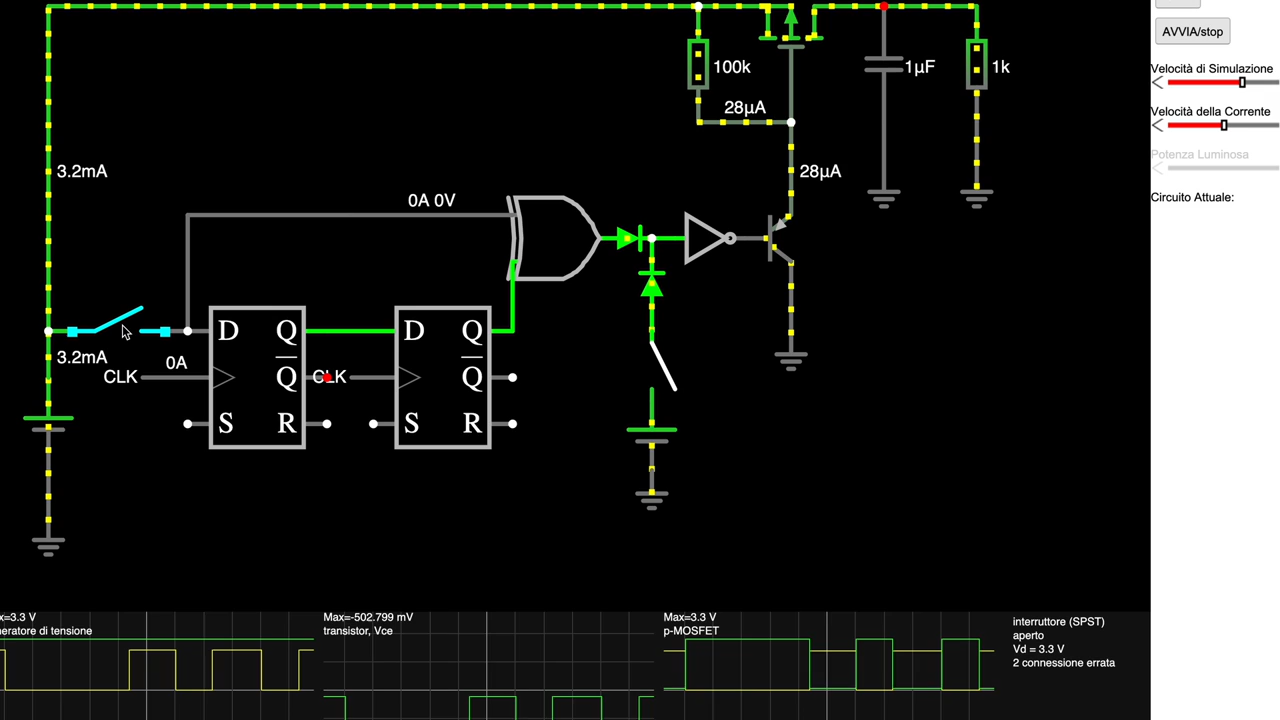 AVVIA/stop
Velocità di Simulazione
Velocità della Corrente
Potenza Luminosa
Circuito Attuale:
100k
1µF
1k
28µA
3.2mA
28µA
0A 0V
D Q
D Q
3.2mA
0A
CLK
Q
CLK
Q
S R
S R
x=3.3 V
eratore di tensione
Max=-502.799 mV
transistor, Vce
Max=3.3 V
p-MOSFET
interruttore (SPST)
aperto
Vd = 3.3 V
2 connessione errata